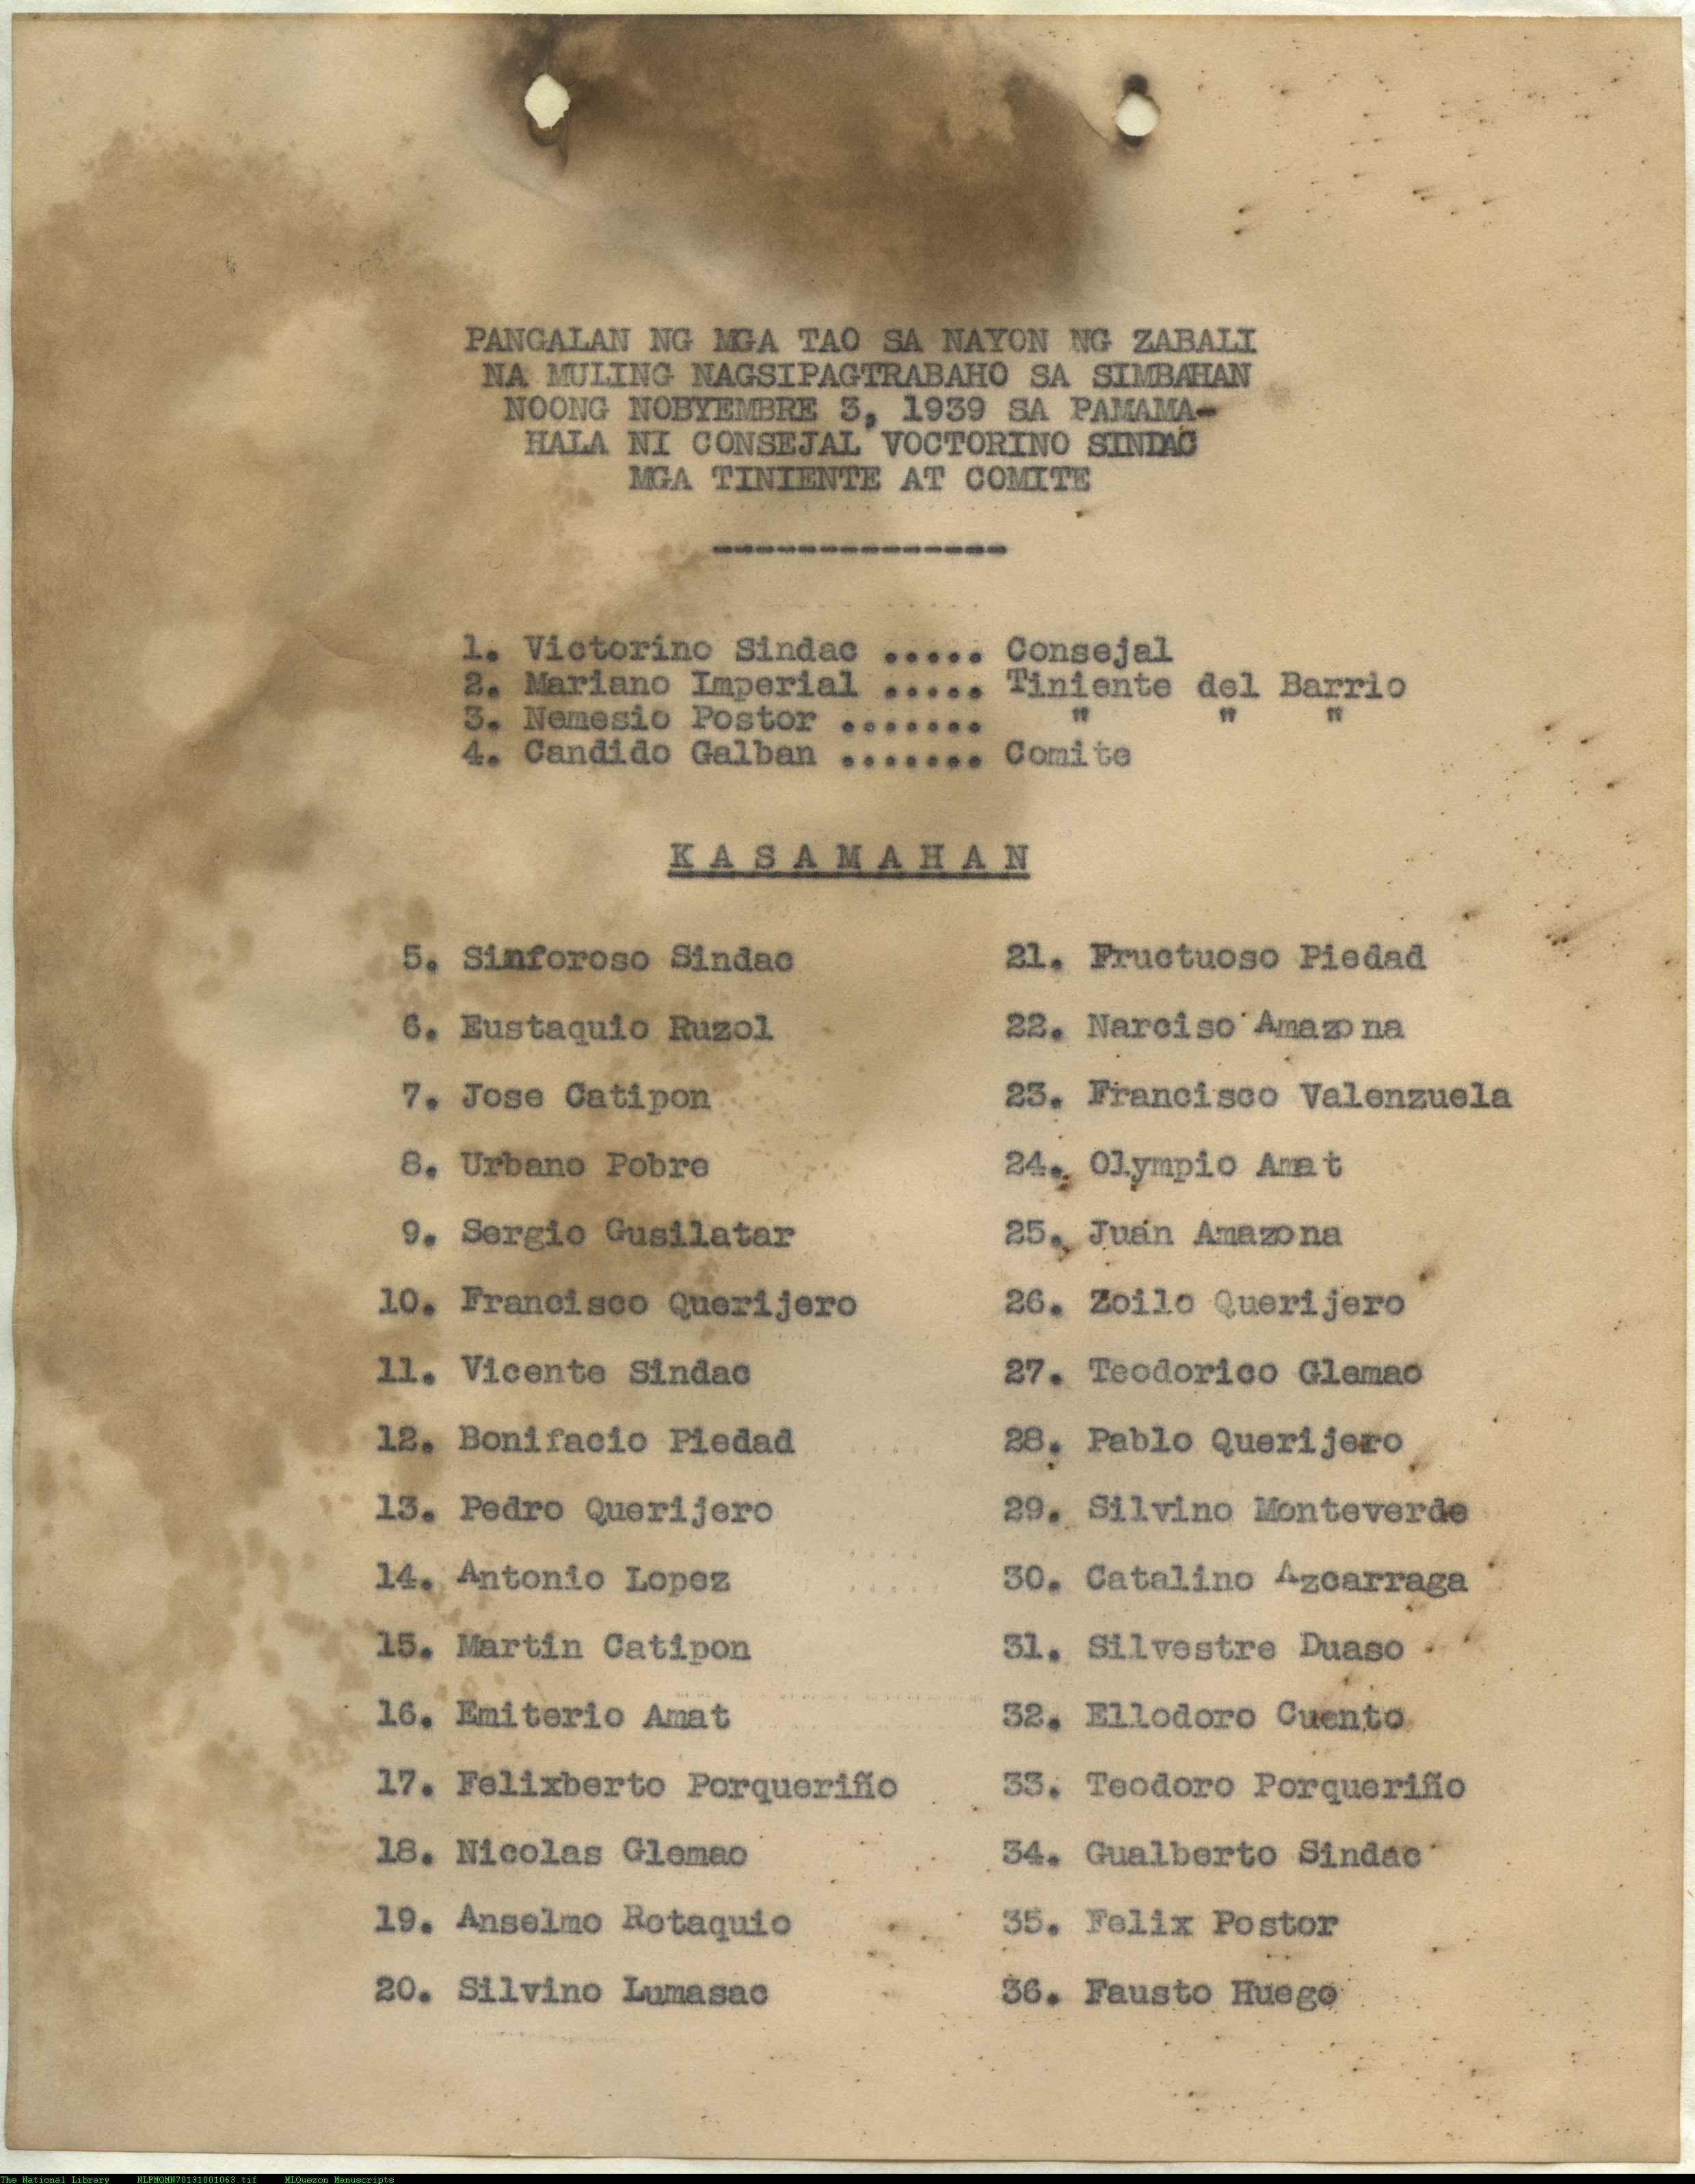 PANGALAN NG MGA TAO SA NAYON NG ZABALI
NA MULING NAGSIPAGTRABAHO SA SIMBAHAN
NOONG NOBYEMBRE 3, 1939 SA PAMAMA-
HALA NI CONSEJAL VOCTORINO SINDAC
MGA TINIENTE AT COMITE
---------------
1. Victorino Sindac ..... Consejal
2. Mariano Imperial ..... Tiniente del Barrio
3. Nemesio Postor ....... " " "
4. Candido Galban ....... Comite
K A S A M A H A N
5. Sinforoso Sindac
6. Eustaquio Ruzol
7. Jose Catipon
8. Urbano Pobre
9. Sergio Gusilatar
10. Francisco Querijero
11. Vicente Sindac
12. Bonifacio Piedad
13. Pedro Querijero
14. Antonio Lopez
15. Martin Catipon
16. Emiterio Amat
17. Felixberto Porqueriño
18. Nicolas Glemao
19. Anselmo Rotaquio
20. Silvino Lumasac
21. Fructuoso Piedad
22. Narciso Amazona
23. Francisco Valenzuela
24. Olympio Amat
25. Juan Amazona
26. Zoilo Querijero
27. Teodorico Glemao
28. Pablo Querijero
29. Silvino Monteverde
30. Catalino Azcarraga
31. Silvestre Duaso
32. Ellodoro Cuento
33. Teodoro Porqueriño
34. Gualberto Sindac
35. Felix Postor
36. Fausto Huego
The National Library NLPMQMN70131001063.tif MLQuezon Manuscripts